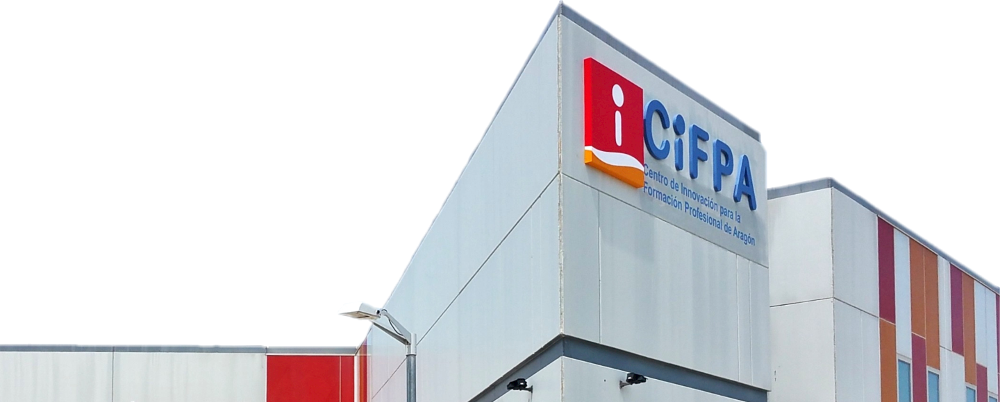 i
CiFPA
Centro de Innovación para la
Formación Profesional de Aragón